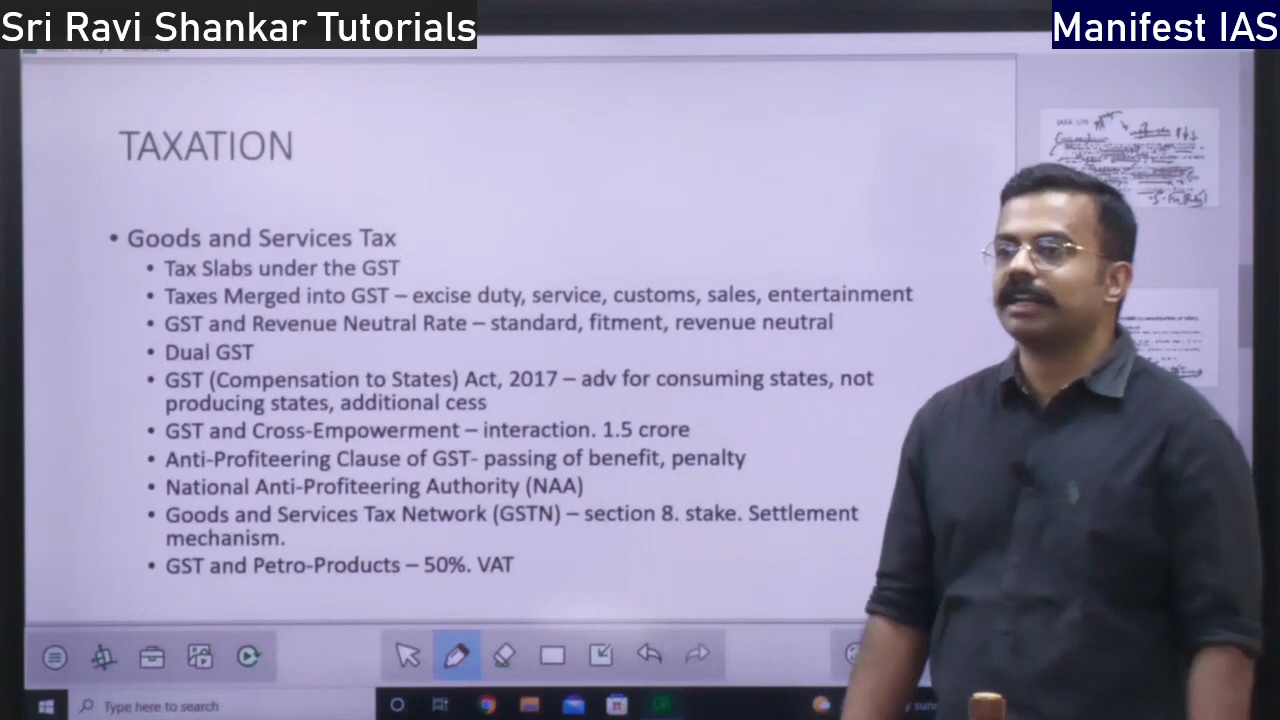 Sri Ravi Shankar Tutorials
Manifest IAS
TAXATION
• Goods and Services Tax
• Tax Slabs under the GST
• Taxes Merged into GST – excise duty, service, customs, sales, entertainment
• GST and Revenue Neutral Rate – standard, fitment, revenue neutral
• Dual GST
• GST (Compensation to States) Act, 2017 – adv for consuming states, not
producing states, additional cess
• GST and Cross-Empowerment – interaction. 1.5 crore
• Anti-Profiteering Clause of GST- passing of benefit, penalty
• National Anti-Profiteering Authority (NAA)
• Goods and Services Tax Network (GSTN) – section 8. stake. Settlement
mechanism.
• GST and Petro-Products – 50%. VAT
Type here to search